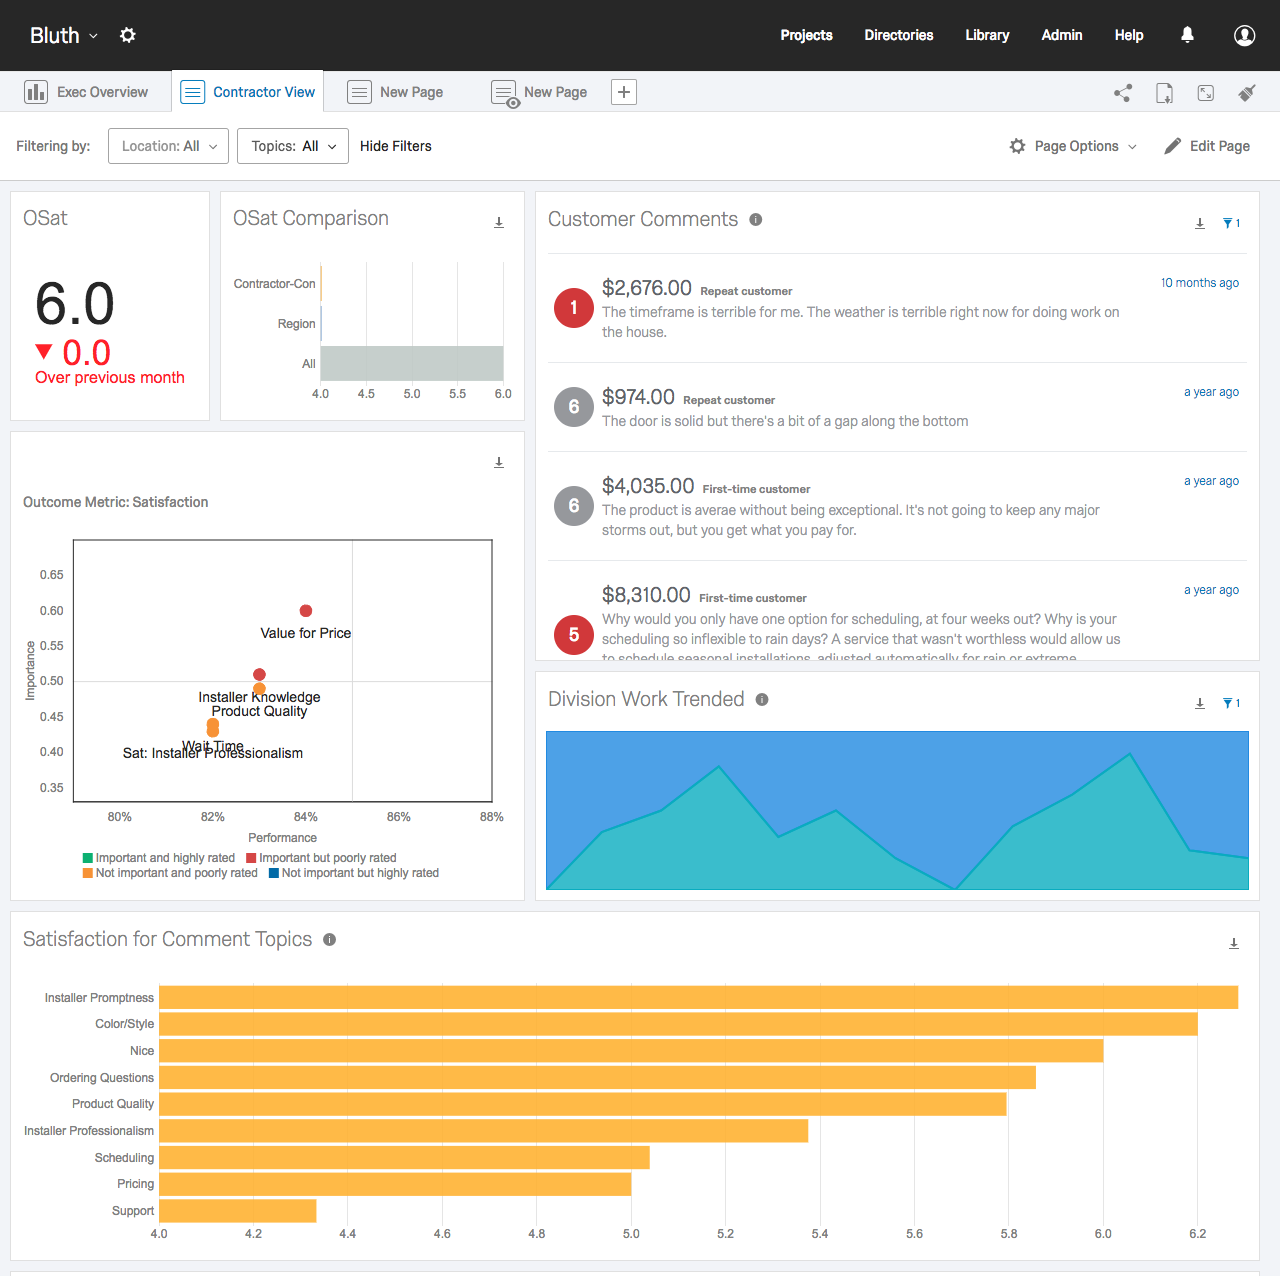 Bluth
Projects Directories Library Admin Help
Exec Overview Contractor View New Page New Page
Filtering by: Location: All Topics: All Hide Filters Page Options Edit Page
OSat
6.0
0.0
Over previous month
OSat Comparison
Contractor-Con
Region
All
4.0 4.5 5.0 5.5 6.0
Customer Comments
1
1 $2,676.00 Repeat customer 10 months ago
The timeframe is terrible for me. The weather is terrible right now for doing work on
the house.
6 $974.00 Repeat customer a year ago
The door is solid but there's a bit of a gap along the bottom
6 $4,035.00 First-time customer a year ago
The product is averae without being exceptional. It's not going to keep any major
storms out, but you get what you pay for.
5 $8,310.00 First-time customer a year ago
Why would you only have one option for scheduling, at four weeks out? Why is your
scheduling so inflexible to rain days? A service that wasn't worthless would allow us
to schedule seasonal installations, adjusted automatically for rain or extreme
Outcome Metric: Satisfaction
Importance
0.65
0.60
0.55
0.50
0.45
0.40
0.35
Value for Price
Installer Knowledge
Product Quality
Wait Time
Sat: Installer Professionalism
80% 82% 84% 86% 88%
Performance
Important and highly rated Important but poorly rated
Not important and poorly rated Not important but highly rated
Division Work Trended
1
Satisfaction for Comment Topics
Installer Promptness
Color/Style
Nice
Ordering Questions
Product Quality
Installer Professionalism
Scheduling
Pricing
Support
4.0 4.2 4.4 4.6 4.8 5.0 5.2 5.4 5.6 5.8 6.0 6.2